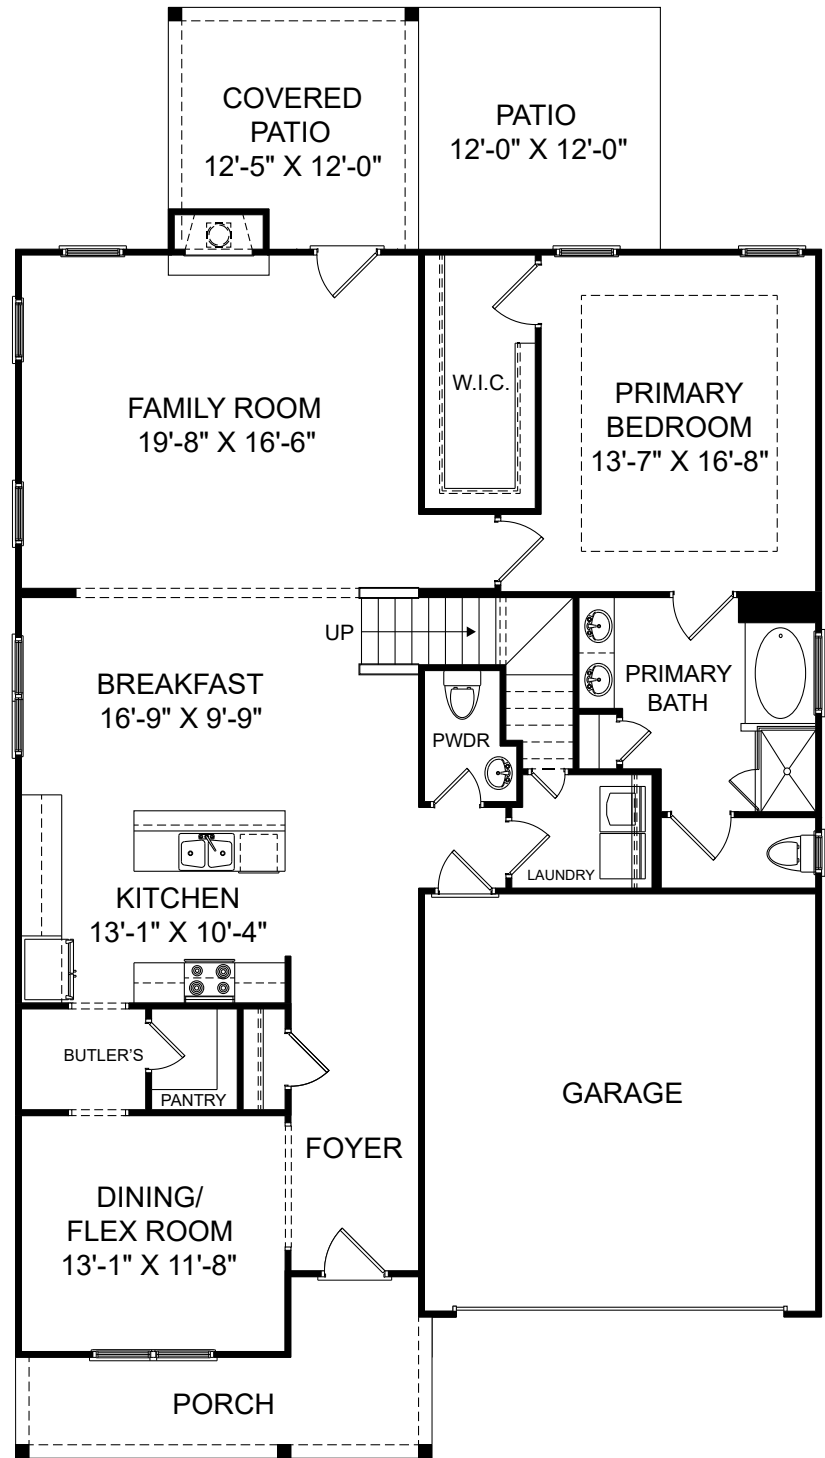 COVERED
PATIO
12'-5" X 12'-0"
PATIO
12'-0" X 12'-0"
FAMILY ROOM
19'-8" X 16'-6"
W.I.C.
PRIMARY
BEDROOM
13'-7" X 16'-8"
UP
BREAKFAST
16'-9" X 9'-9"
PWDR
PRIMARY
BATH
KITCHEN
13'-1" X 10'-4"
LAUNDRY
BUTLER'S
PANTRY
GARAGE
FOYER
DINING/
FLEX ROOM
13'-1" X 11'-8"
PORCH